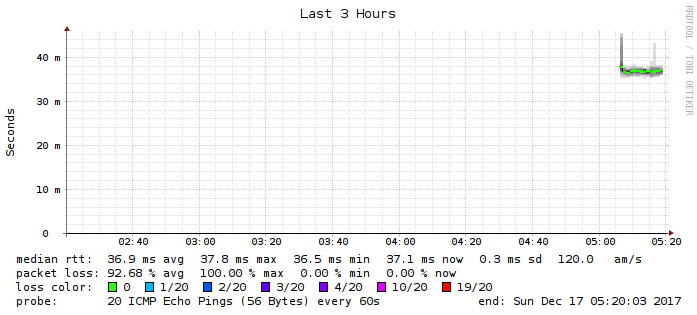 Last 3 Hours
RRDTOOL / TOBI OETIKER
Seconds
40 m
30 m
20 m
10 m
0
02:40 03:00 03:20 03:40 04:00 04:20 04:40 05:00 05:20
median rtt: 36.9 ms avg 37.8 ms max 36.5 ms min 37.1 ms now 0.3 ms sd 120.0 am/s
packet loss: 92.68 % avg 100.00 % max 0.00 % min 0.00 % now
loss color: 0 1/20 2/20 3/20 4/20 10/20 19/20
probe: 20 ICMP Echo Pings (56 Bytes) every 60s end: Sun Dec 17 05:20:03 2017